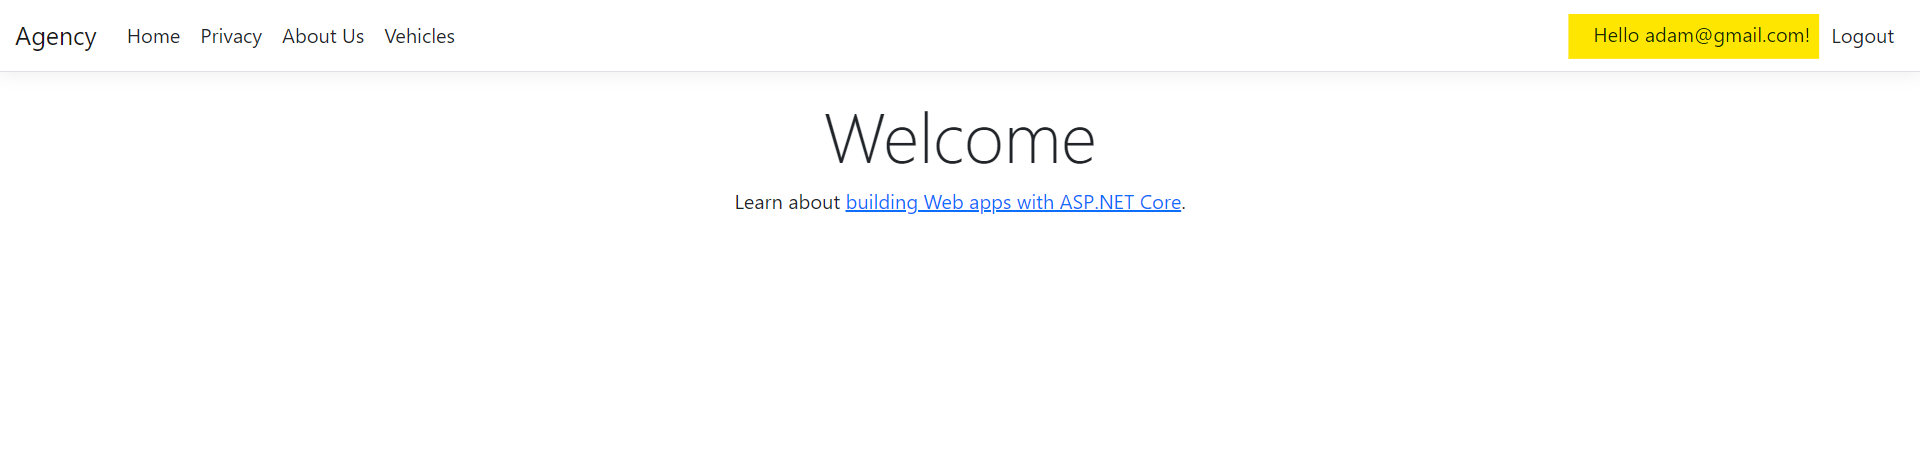 Agency Home Privacy About Us Vehicles Hello adam@gmail.com! Logout
Welcome
Learn about building Web apps with ASP.NET Core.